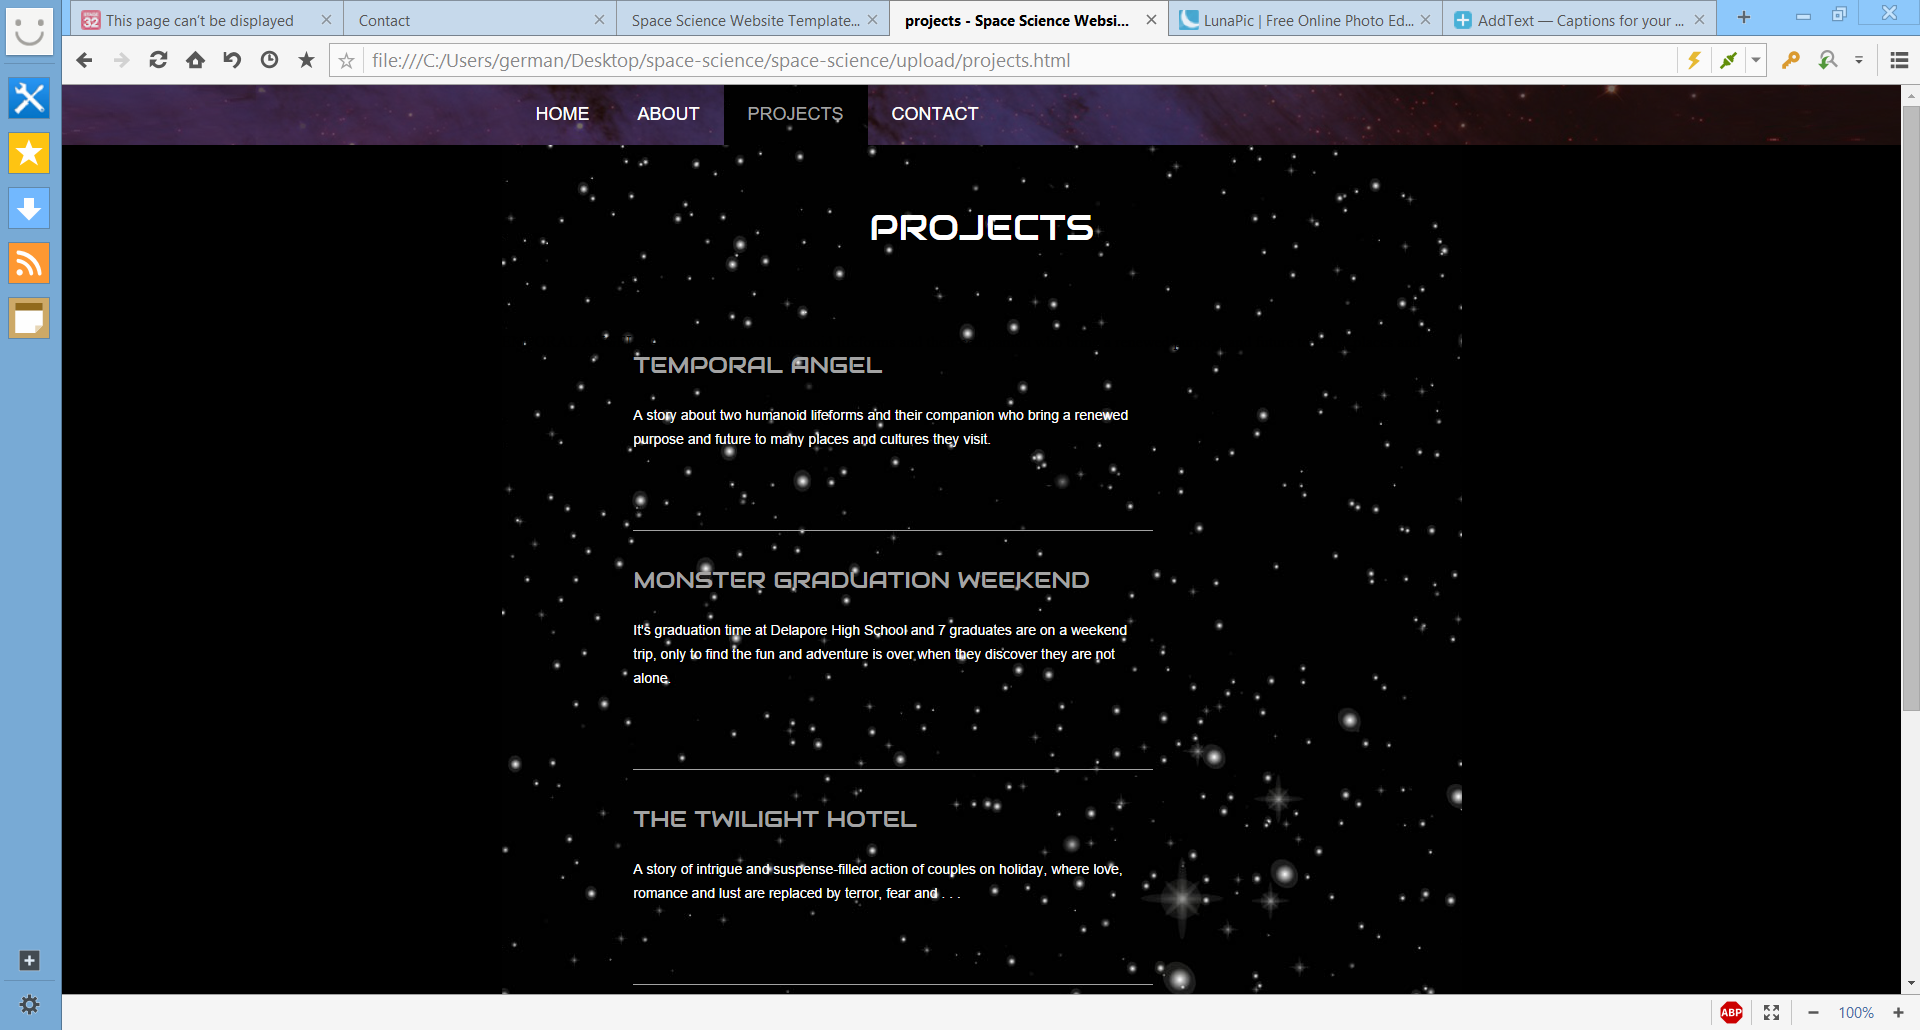 This page can't be displayed
Contact
Space Science Website Template...
projects - Space Science Websi...
LunaPic | Free Online Photo Ed...
AddText — Captions for your ...
file:///C:/Users/german/Desktop/space-science/space-science/upload/projects.html
HOME ABOUT PROJECTS CONTACT
PROJECTS
TEMPORAL ANGEL
A story about two humanoid lifeforms and their companion who bring a renewed
purpose and future to many places and cultures they visit.
MONSTER GRADUATION WEEKEND
It's graduation time at Delapore High School and 7 graduates are on a weekend
trip, only to find the fun and adventure is over when they discover they are not
alone.
THE TWILIGHT HOTEL
A story of intrigue and suspense-filled action of couples on holiday, where love,
romance and lust are replaced by terror, fear and . . .
ABP
100%